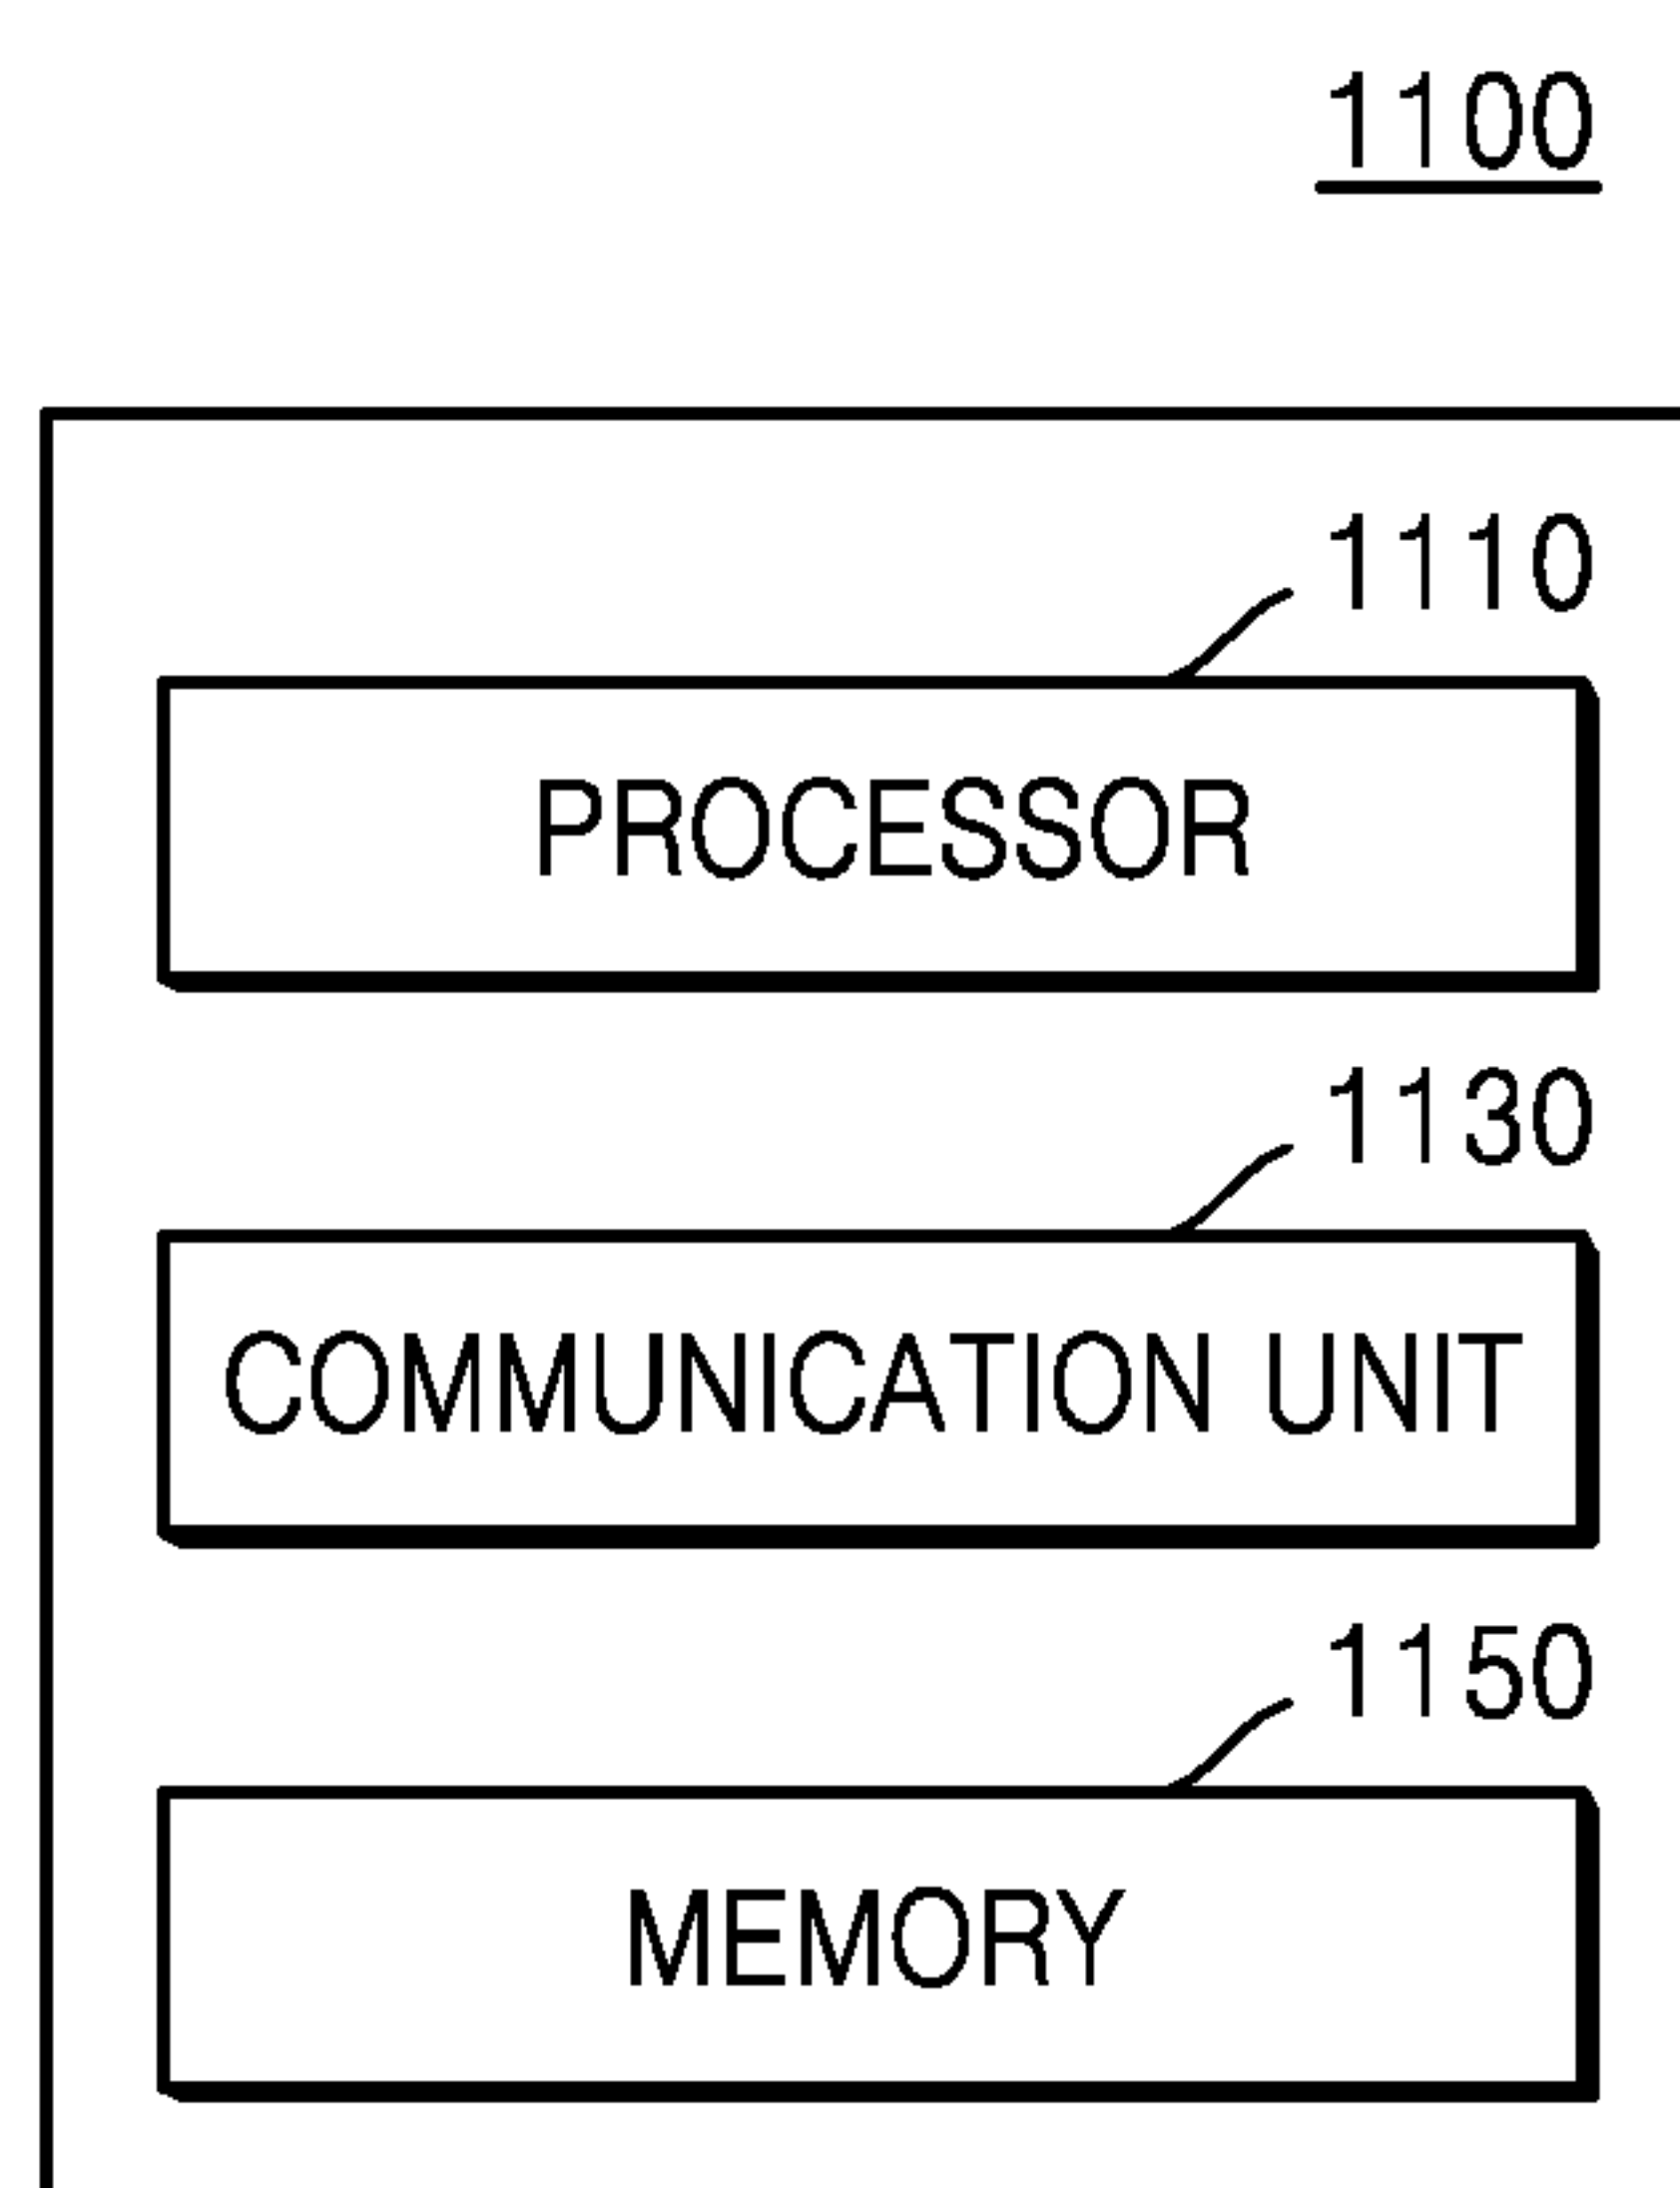 1100
1110
PROCESSOR
1130
COMMUNICATION UNIT
1150
MEMORY